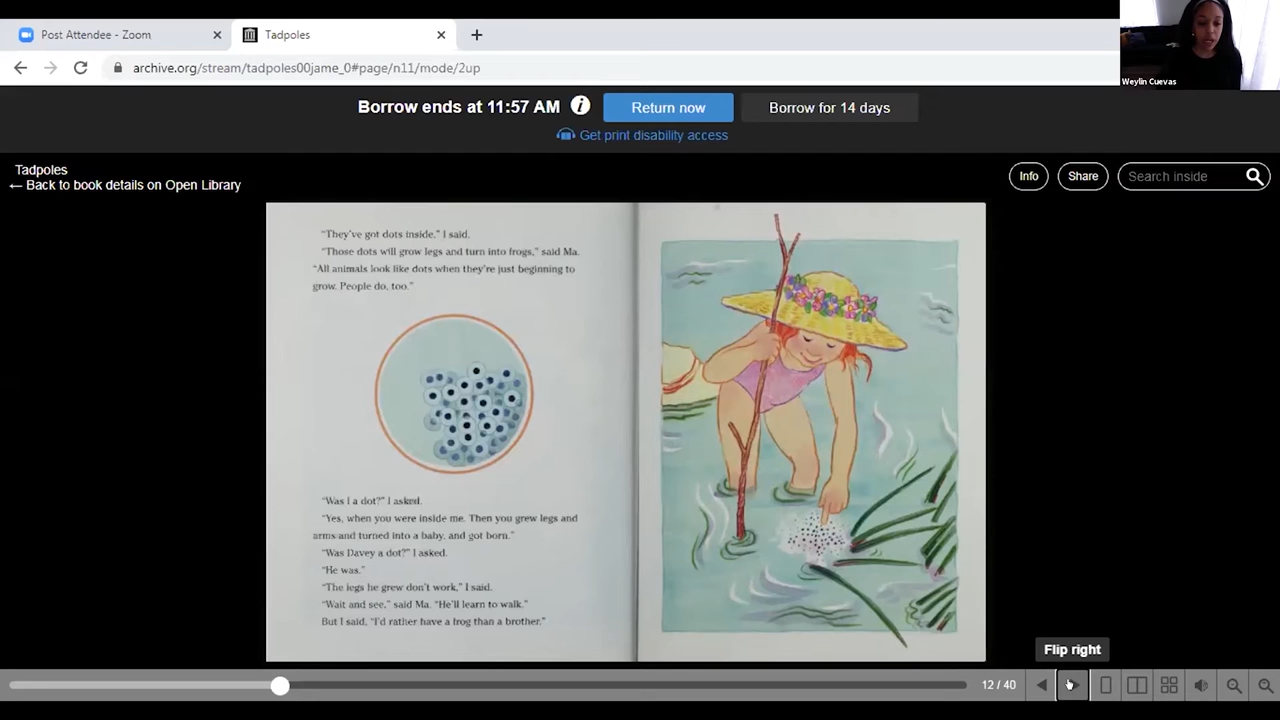 Post Attendee - Zoom
Tadpoles
archive.org/stream/tadpoles00jame_0#page/n11/mode/2up
Weylin Cuevas
Borrow ends at 11:57 AM
Return now
Borrow for 14 days
Get print disability access
Tadpoles
← Back to book details on Open Library
Info
Share
Search inside
"They've got dots inside," I said.
"Those dots will grow legs and turn into frogs," said Ma.
"All animals look like dots when they're just beginning to
grow. People do, too."
"Was I a dot?" I asked.
"Yes, when you were inside me. Then you grew legs and
arms and turned into a baby, and got born."
"Was Davey a dot?" I asked.
"He was."
"The legs he grew don't work," I said.
"Wait and see," said Ma. "He'll learn to walk."
But I said, "I'd rather have a frog than a brother."
Flip right
12 / 40